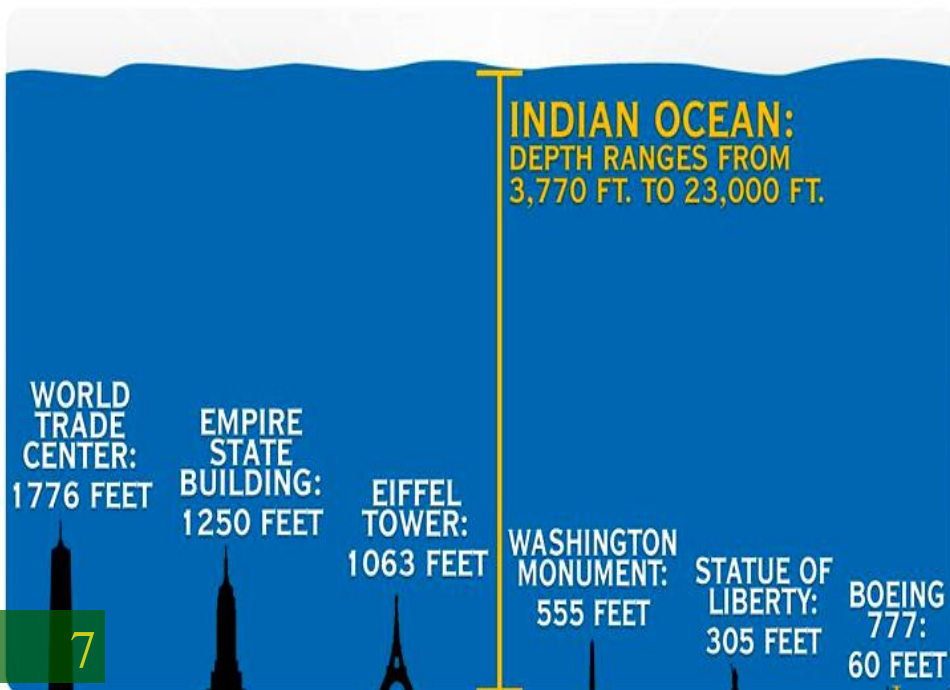 INDIAN OCEAN:
DEPTH RANGES FROM
3,770 FT. TO 23,000 FT.
WORLD
TRADE
CENTER:
1776 FEET
EMPIRE
STATE
BUILDING:
1250 FEET
EIFFEL
TOWER:
1063 FEET
WASHINGTON
MONUMENT:
555 FEET
STATUE OF
LIBERTY:
305 FEET
BOEING
777:
60 FEET
7